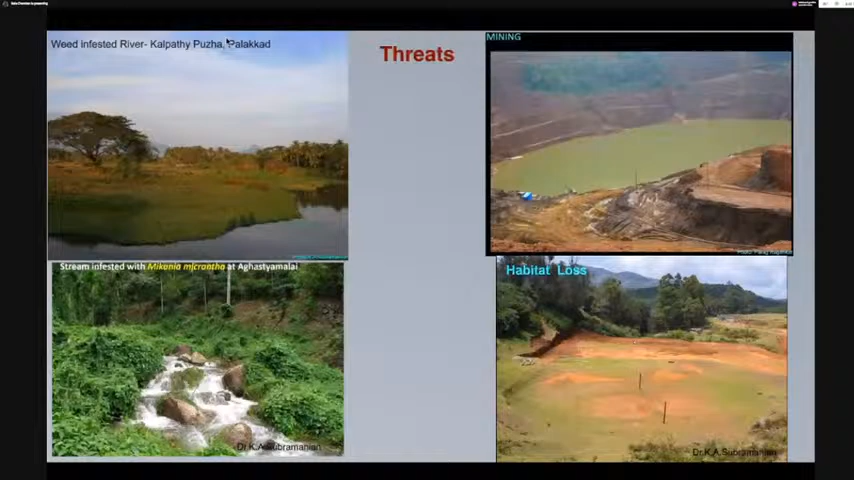 Weed infested River- Kalpathy Puzha, Palakkad
Threats
MINING
Stream infested with Mikania micrantha at Aghastyamalai
Habitat Loss
Dr.K.A.Subramanian
Dr.K.A.Subramanian